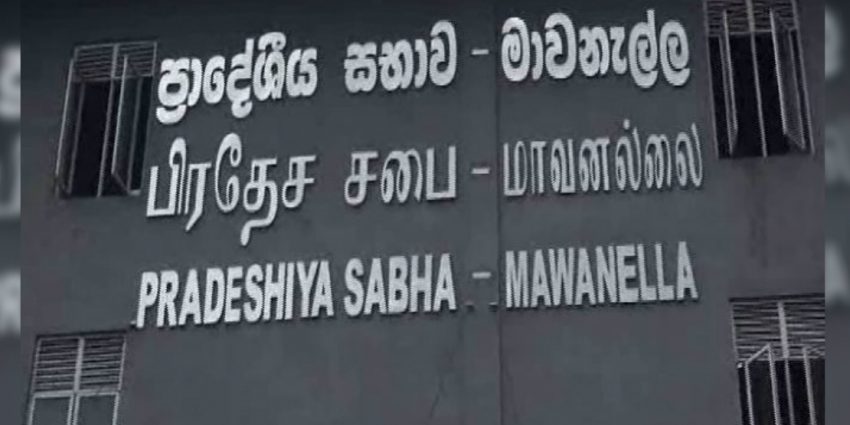 ප්‍රාදේශීය සභාව - මාවනැල්ල
பிரதேச சபை - மாவனல்லை
PRADESHIYA SABHA - MAWANELLA